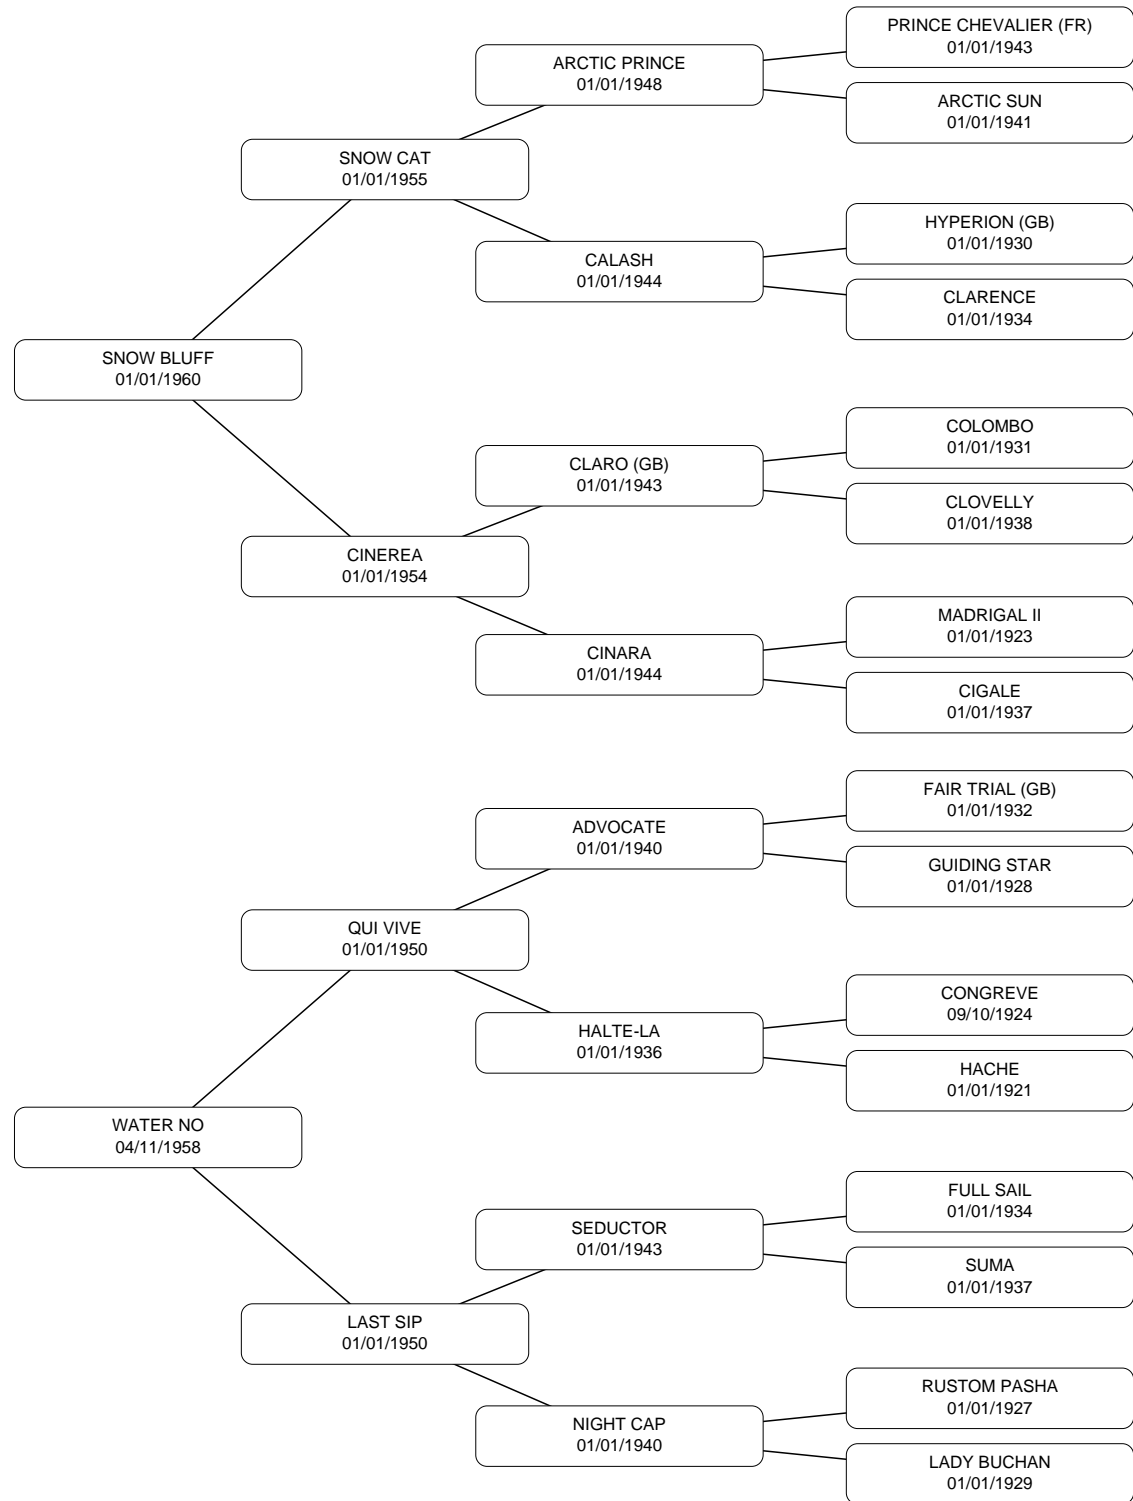 PRINCE CHEVALIER (FR)
01/01/1943
ARCTIC PRINCE
01/01/1948
ARCTIC SUN
01/01/1941
SNOW CAT
01/01/1955
HYPERION (GB)
01/01/1930
CALASH
01/01/1944
CLARENCE
01/01/1934
SNOW BLUFF
01/01/1960
COLOMBO
01/01/1931
CLARO (GB)
01/01/1943
CLOVELLY
01/01/1938
CINEREA
01/01/1954
MADRIGAL II
01/01/1923
CINARA
01/01/1944
CIGALE
01/01/1937
FAIR TRIAL (GB)
01/01/1932
ADVOCATE
01/01/1940
GUIDING STAR
01/01/1928
QUI VIVE
01/01/1950
CONGREVE
09/10/1924
HALTE-LA
01/01/1936
HACHE
01/01/1921
WATER NO
04/11/1958
FULL SAIL
01/01/1934
SEDUCTOR
01/01/1943
SUMA
01/01/1937
LAST SIP
01/01/1950
RUSTOM PASHA
01/01/1927
NIGHT CAP
01/01/1940
LADY BUCHAN
01/01/1929